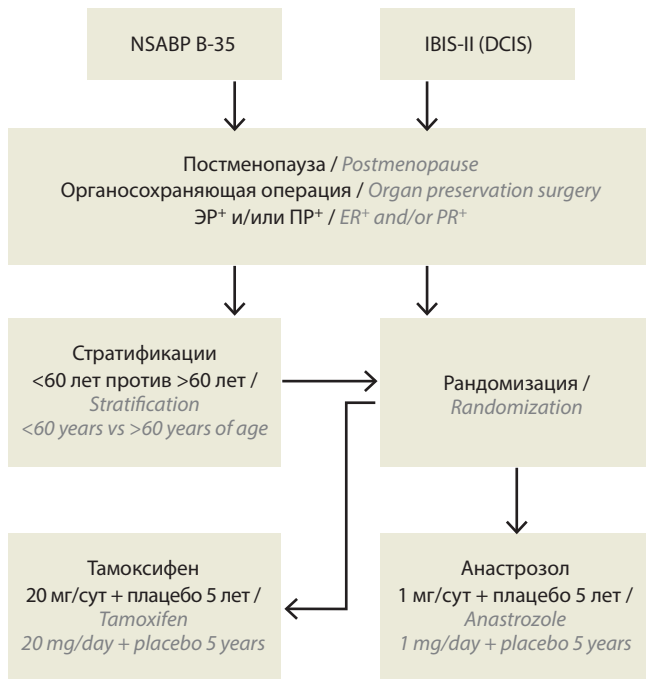 NSABP B-35
IBIS-II (DCIS)
Постменопауза / Postmenopause
Органосохраняющая операция / Organ preservation surgery
ЭР⁺ и/или ПР⁺ / ER⁺ and/or PR⁺
Стратификации
<60 лет против >60 лет /
Stratification
<60 years vs >60 years of age
Рандомизация /
Randomization
Тамоксифен
20 мг/сут + плацебо 5 лет /
Tamoxifen
20 mg/day + placebo 5 years
Анастрозол
1 мг/сут + плацебо 5 лет /
Anastrozole
1 mg/day + placebo 5 years